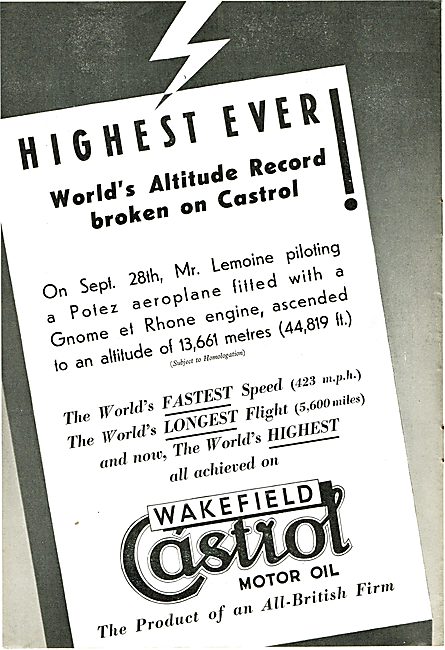 HIGHEST EVER!
World's Altitude Record
broken on Castrol
On Sept. 28th, Mr. Lemoine piloting
a Potez aeroplane fitted with a
Gnome et Rhone engine, ascended
to an altitude of 13,661 metres (44,819 ft.)
(Subject to Homologation)
The World's FASTEST Speed (423 m.p.h.)
The World's LONGEST Flight (5,600 miles)
and now, The World's HIGHEST
all achieved on
WAKEFIELD
Castrol
MOTOR OIL
The Product of an All-British Firm